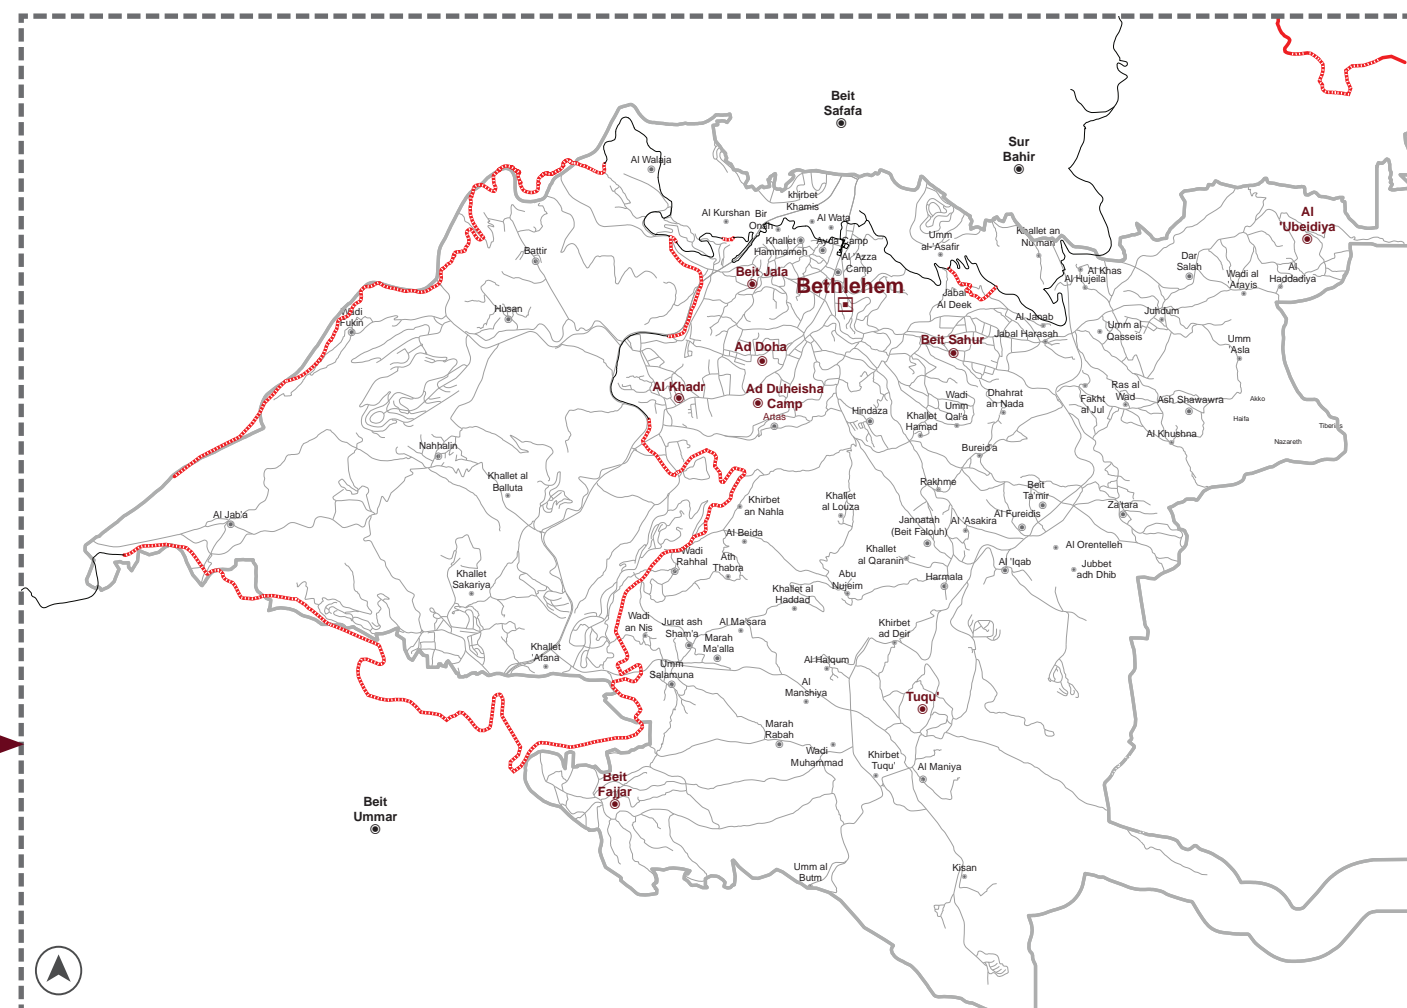 Beit
Safafa
Sur
Bahir
Al Walaja
khirbet
Khamis
Al Kurshan
Bir
Onah
Al Wata
Khallet
Hammameh
Ayda Camp
Al 'Azza
Camp
Umm
al-'Asafir
Khallet an
Nu'man
Al
'Ubeidiya
Battir
Beit Jala
Bethlehem
Jabal
Al Deek
Al Khas
Al Hujeila
Dar
Salah
Wadi al
'Arayis
Al
Haddadiya
Wadi
Fukin
Husan
Al Janab
Jabal Harasah
Juhdum
Umm al
Qasseis
Umm
'Asla
Ad Doha
Beit Sahur
Al Khadr
Ad Duheisha
Camp
Artas
Hindaza
Khallet
Hamad
Wadi
Umm
Qal'a
Dhahrat
an Nada
Fakht
al Jul
Ras al
Wad
Ash Shawawra
Akko
Haifa
Tiberias
Nazareth
Al Khushna
Nahhalin
Bureid'a
Khallet al
Balluta
Rakhme
Beit
Ta'mir
Za'tara
Khirbet
an Nahla
Khallet
al Louza
Al Jab'a
Jannatah
(Beit Falouh)
Al 'Asakira
Al Fureidis
Al Beida
Al Orentelleh
Wadi
Rahhal
Ath
Thabra
Khallet
al Qaranin
Al 'Iqab
Jubbet
adh Dhib
Khallet
Sakariya
Abu
Nujeim
Harmala
Khallet al
Haddad
Wadi
an Nis
Jurat ash
Sham'a
Al Ma'sara
Khirbet
ad Deir
Marah
Ma'alla
Khallet
'Afana
Umm
Salamuna
Al Halqum
Al
Manshiya
Tuqu'
Marah
Rabah
Wadi
Muhammad
Khirbet
Tuqu'
Al Maniya
Beit
Fajjar
Beit
Ummar
Umm al
Butm
Kisan